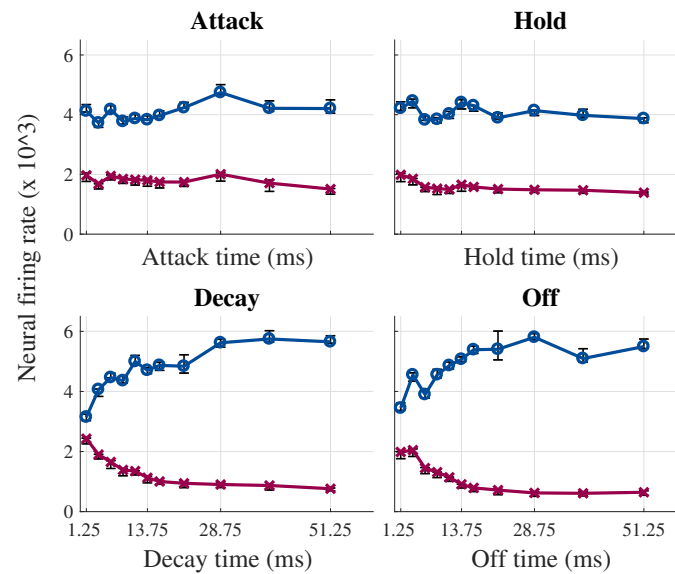 Attack
Hold
Neural firing rate (x 10^3)
6
4
2
0
Attack time (ms)
Hold time (ms)
Decay
Off
6
4
2
0
1.25 13.75 28.75 51.25
1.25 13.75 28.75 51.25
Decay time (ms)
Off time (ms)